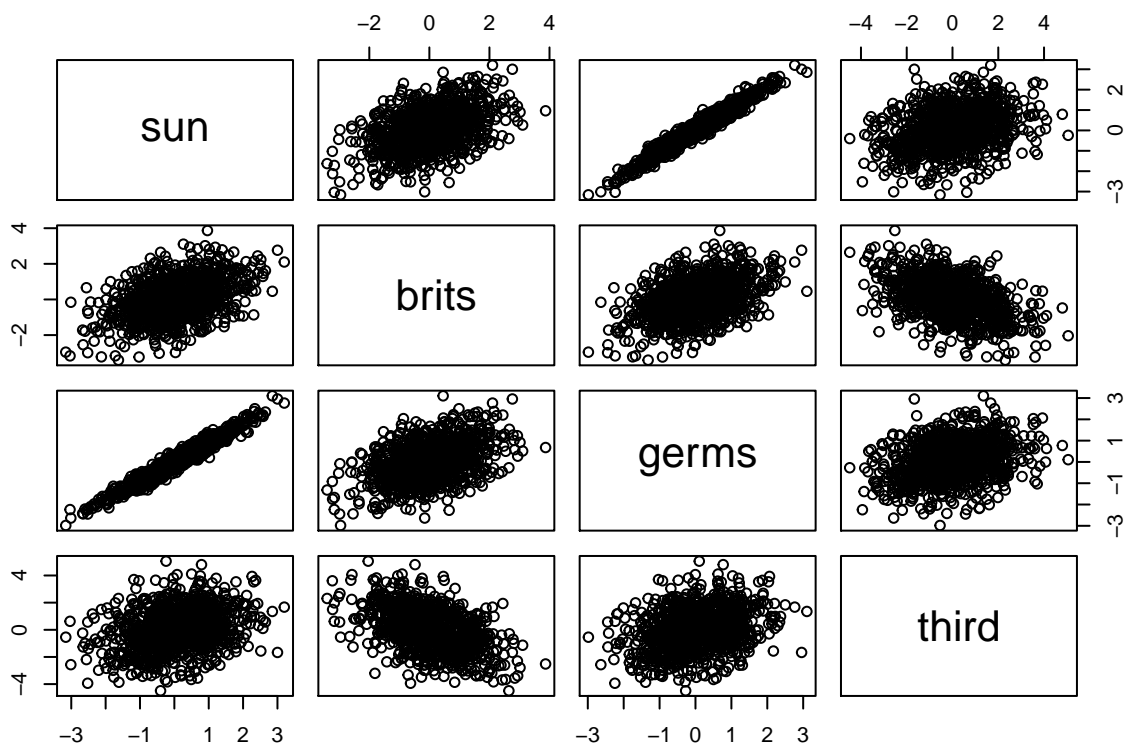 −2 0 2 4
−4 −2 0 2 4
sun
−3 0 2
−2 2 4
brits
germs
−3 −1 1 3
−4 0 4
third
−3 −1 1 2 3
−3 −1 0 1 2 3